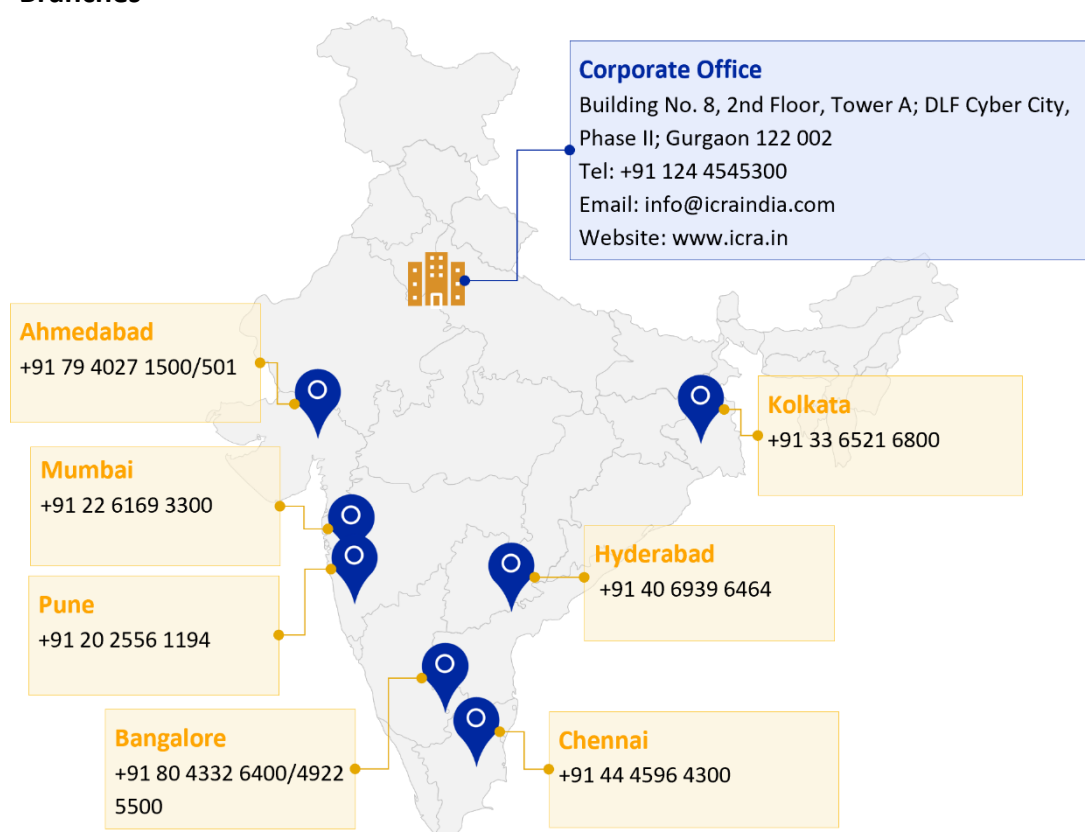 Branches
Corporate Office
Building No. 8, 2nd Floor, Tower A; DLF Cyber City,
Phase II; Gurgaon 122 002
Tel: +91 124 4545300
Email: info@icraindia.com
Website: www.icra.in
Ahmedabad
+91 79 4027 1500/501
Kolkata
+91 33 6521 6800
Mumbai
+91 22 6169 3300
Hyderabad
+91 40 6939 6464
Pune
+91 20 2556 1194
Bangalore
+91 80 4332 6400/4922
5500
Chennai
+91 44 4596 4300